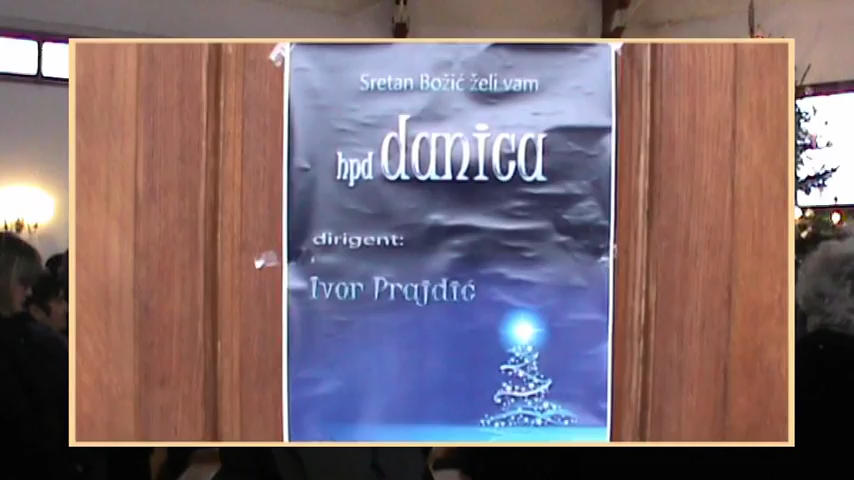 Sretan Božić želi vam
hpd danica
dirigent:
Ivor Prajdić